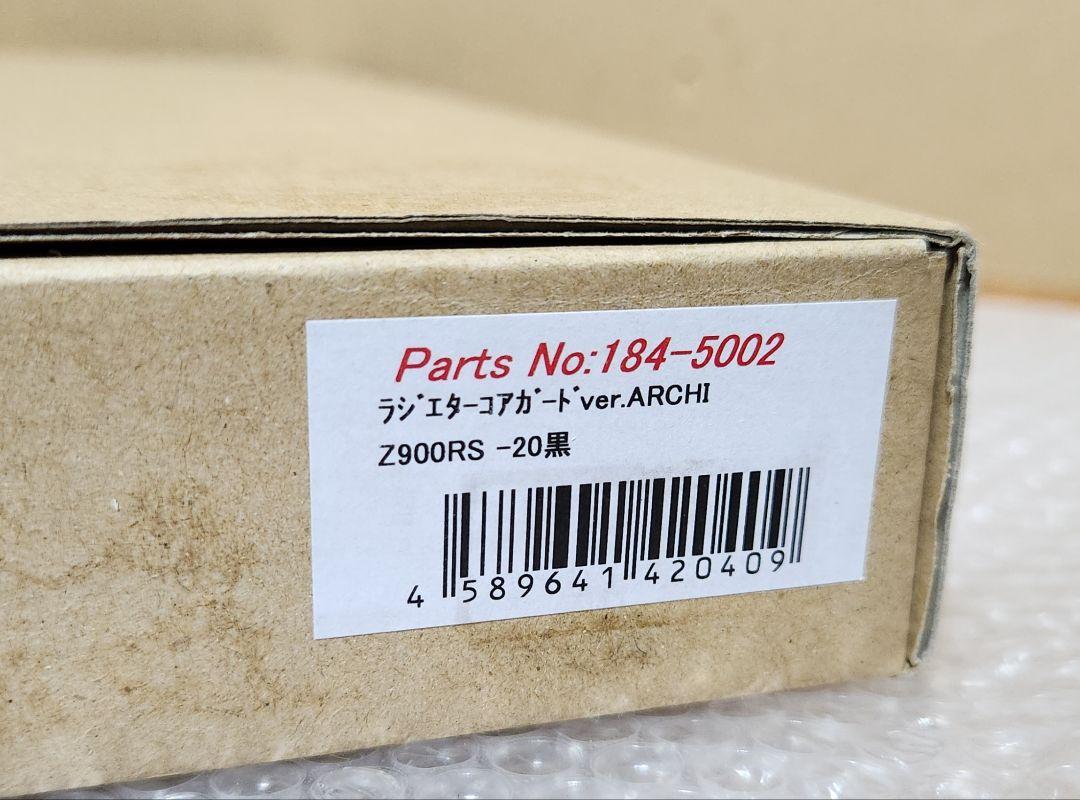 Parts No:184-5002
ﾗｼﾞｴﾀｰｺｱｶﾞｰﾄﾞver.ARCHI
Z900RS -20黒
4 589641 420409